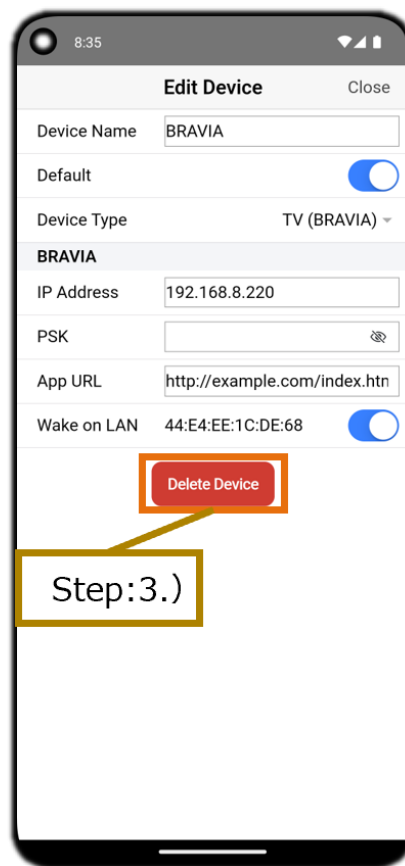 8:35
Edit Device Close
Device Name BRAVIA
Default
Device Type TV (BRAVIA)
BRAVIA
IP Address 192.168.8.220
PSK
App URL http://example.com/index.htn
Wake on LAN 44:E4:EE:1C:DE:68
Delete Device
Step:3.)